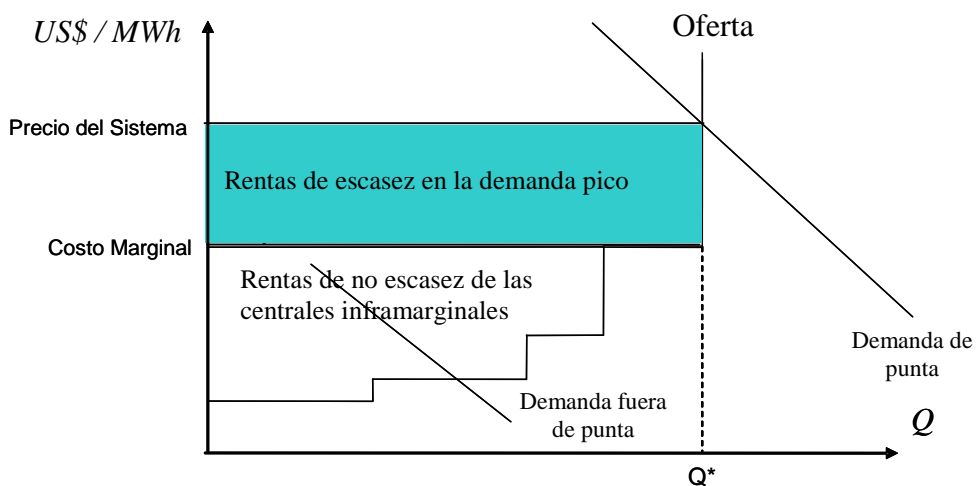 US$ / MWh
Oferta
Precio del Sistema
Rentas de escasez en la demanda pico
Costo Marginal
Rentas de no escasez de las
centrales inframarginales
Demanda de
punta
Demanda fuera
de punta
Q
Q*